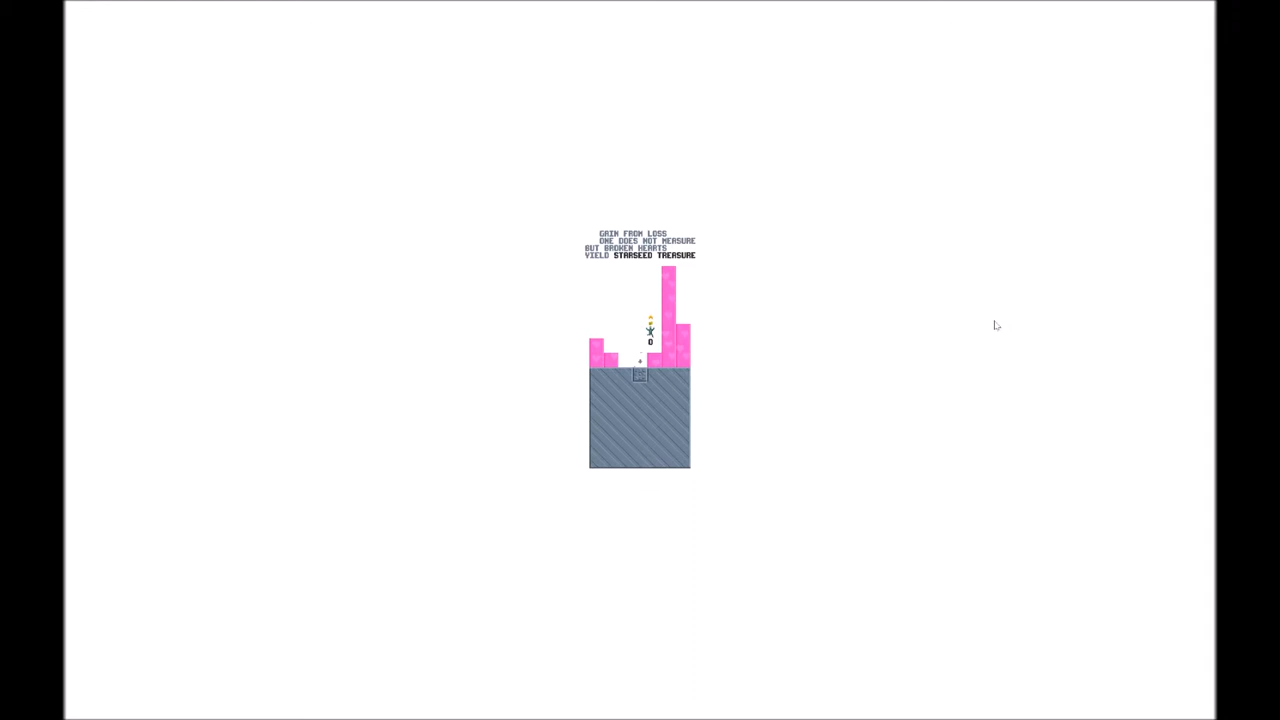 GAIN FROM LOSS
ONE DOES NOT MEASURE
BUT BROKEN HEARTS
YIELD STARSEED TREASURE
0